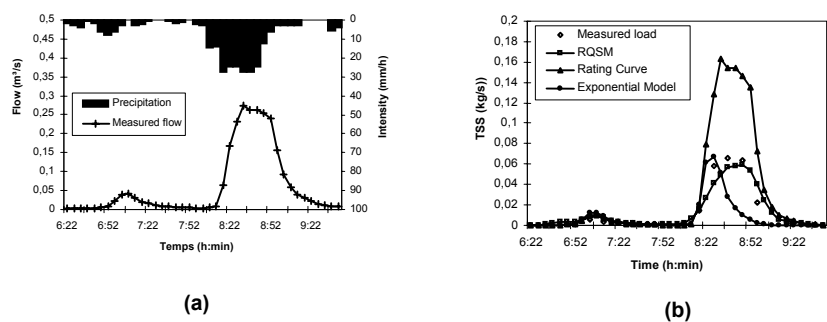 0,5
0,45
0,4
0,35
0,3
0,25
0,2
0,15
0,1
0,05
0
Flow (m³/s)
0
10
20
30
40
50
60
70
80
90
100
Intensity (mm/h)
Precipitation
Measured flow
6:22 6:52 7:22 7:52 8:22 8:52 9:22
Temps (h:min)
(a)
0,2
0,18
0,16
0,14
0,12
0,1
0,08
0,06
0,04
0,02
0
TSS (kg/s))
Measured load
RQSM
Rating Curve
Exponential Model
6:22 6:52 7:22 7:52 8:22 8:52 9:22
Time (h:min)
(b)